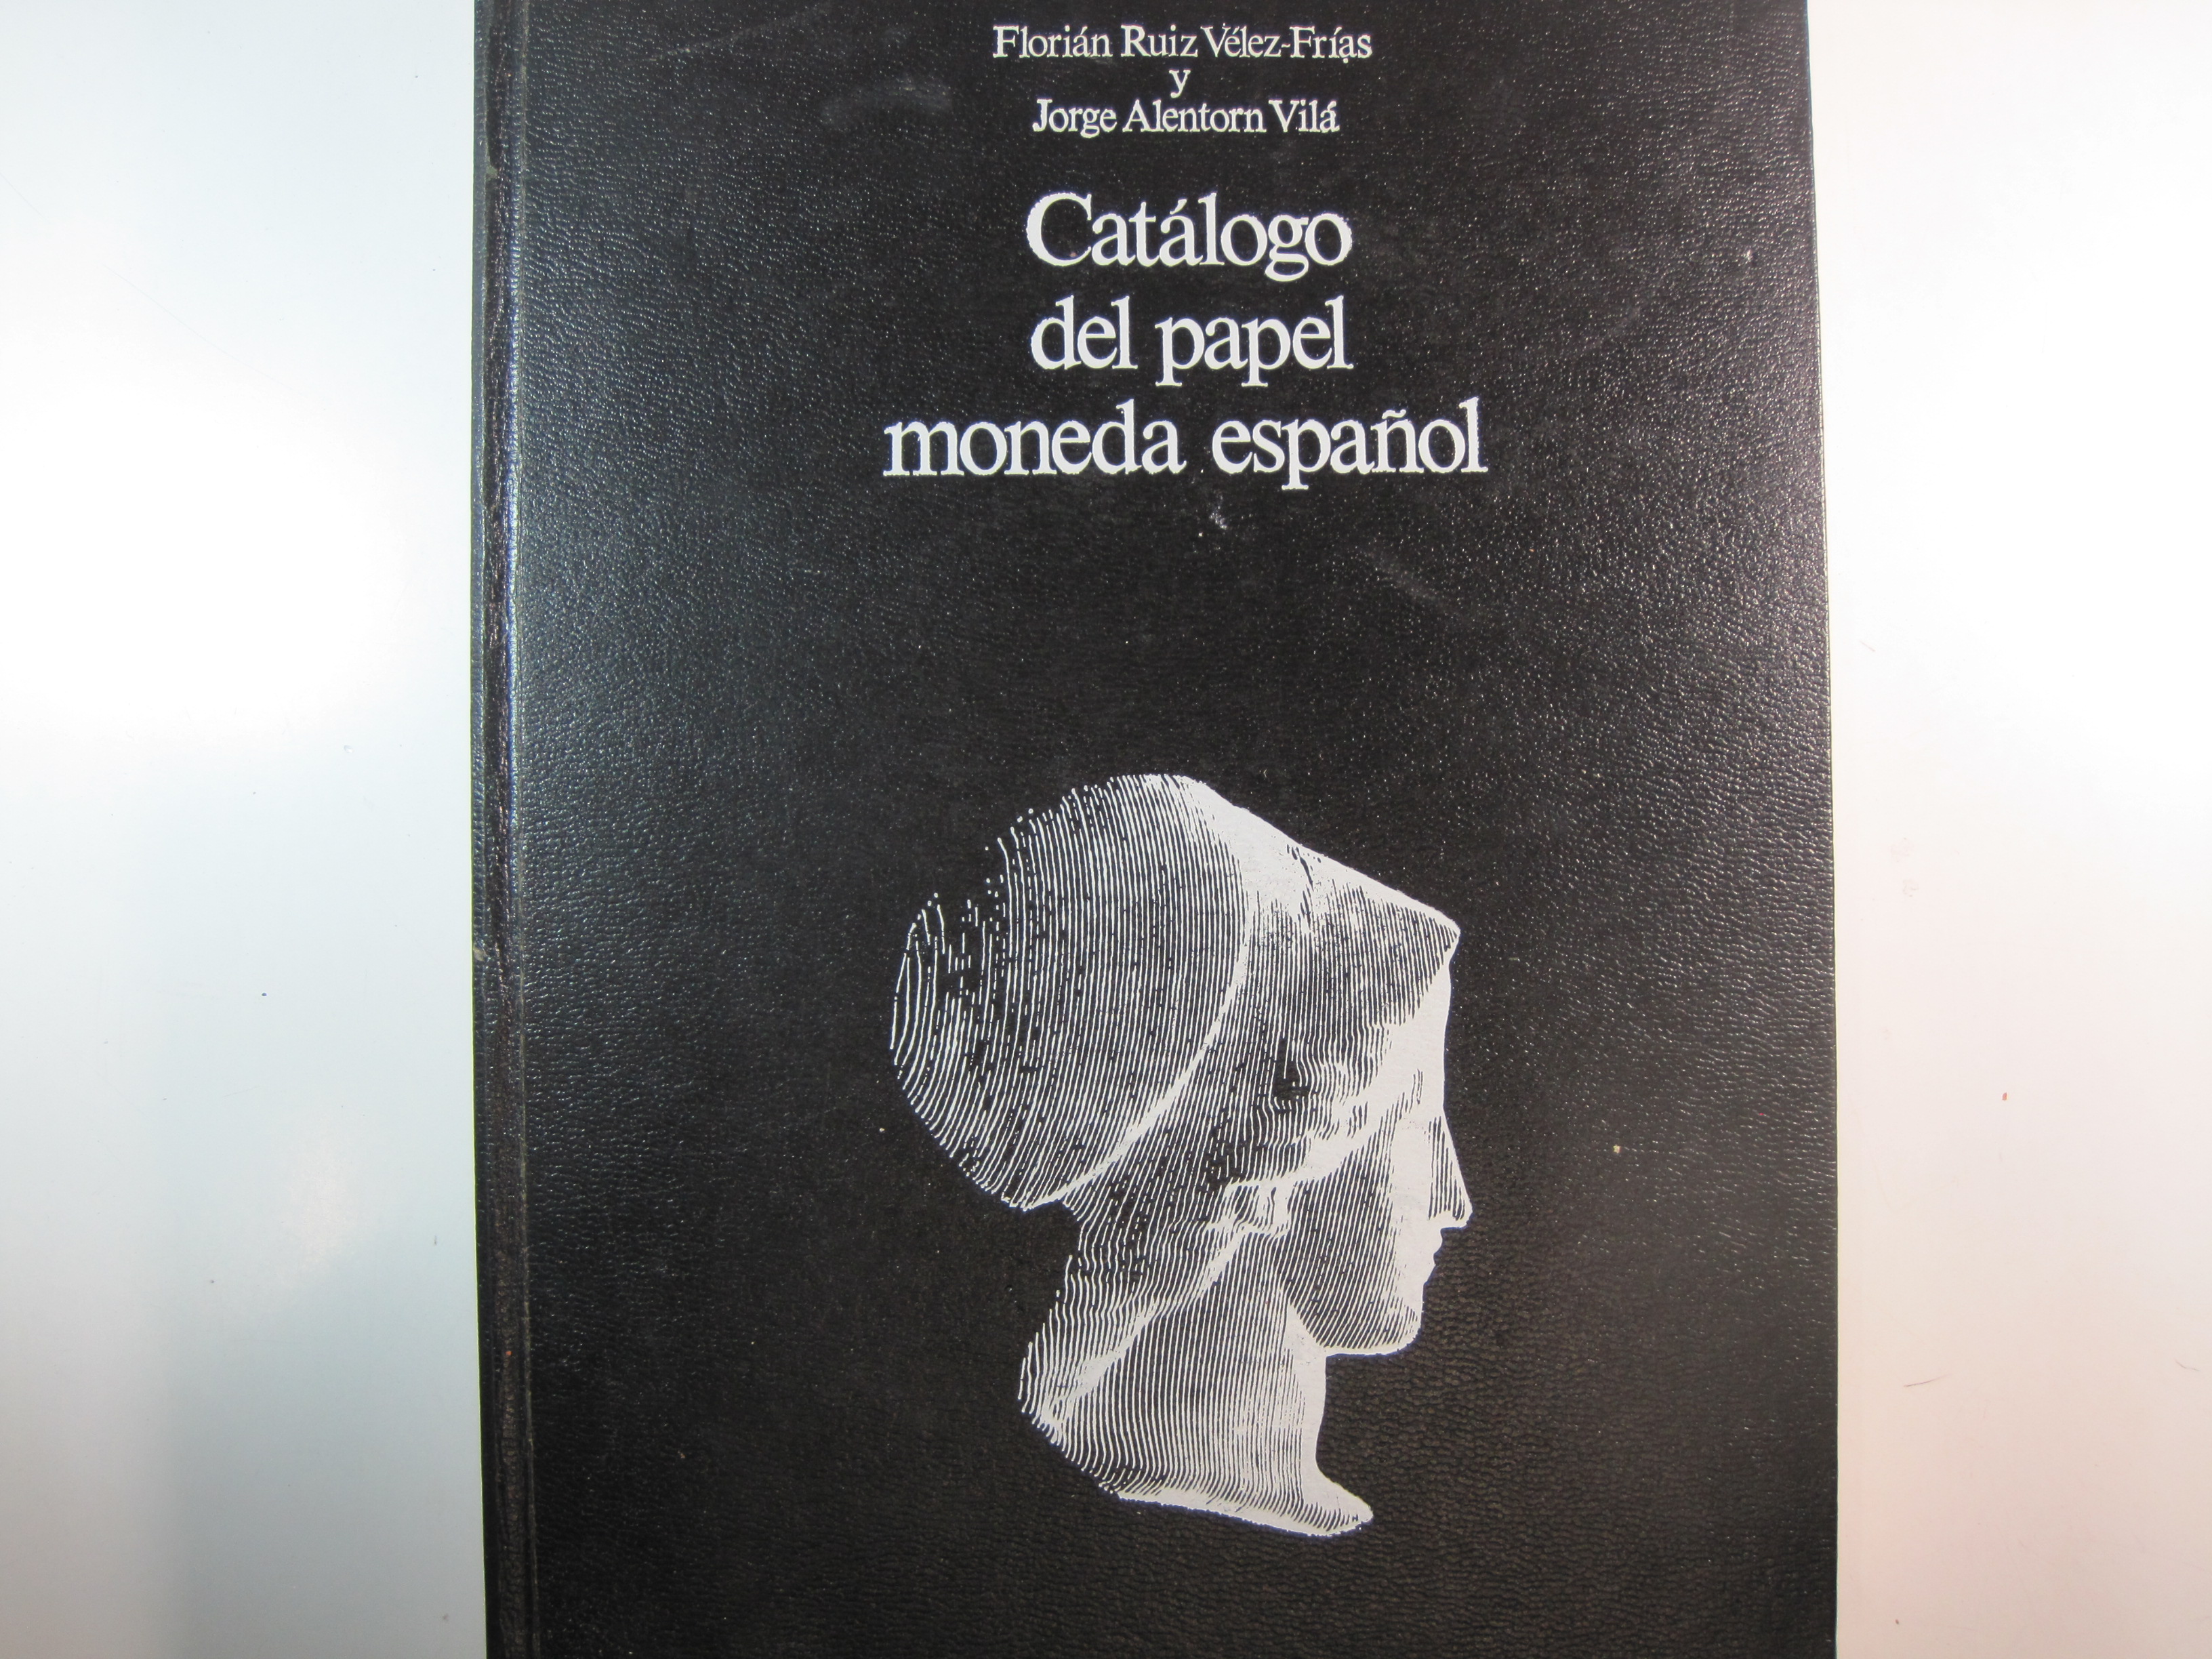 Florián Ruiz Vélez-Frías
y
Jorge Alentorn Vilá
Catálogo
del papel
moneda español